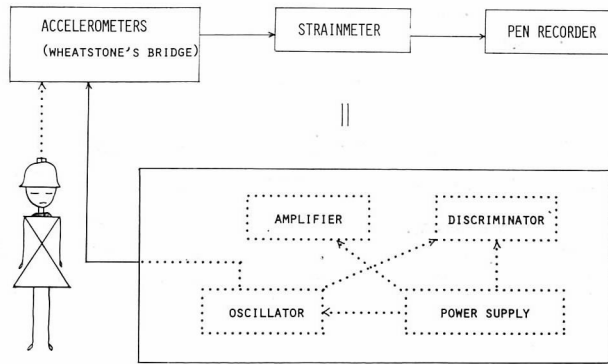 ACCELEROMETERS
(WHEATSTONE'S BRIDGE)
STRAINMETER
PEN RECORDER
AMPLIFIER
DISCRIMINATOR
OSCILLATOR
POWER SUPPLY